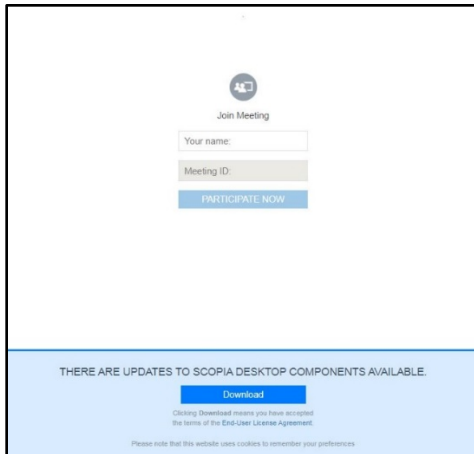 Join Meeting
Your name:
Meeting ID:
PARTICIPATE NOW
THERE ARE UPDATES TO SCOPIA DESKTOP COMPONENTS AVAILABLE.
Download
Clicking Download means you have accepted
the terms of the End-User License Agreement.
Please note that this website uses cookies to remember your preferences